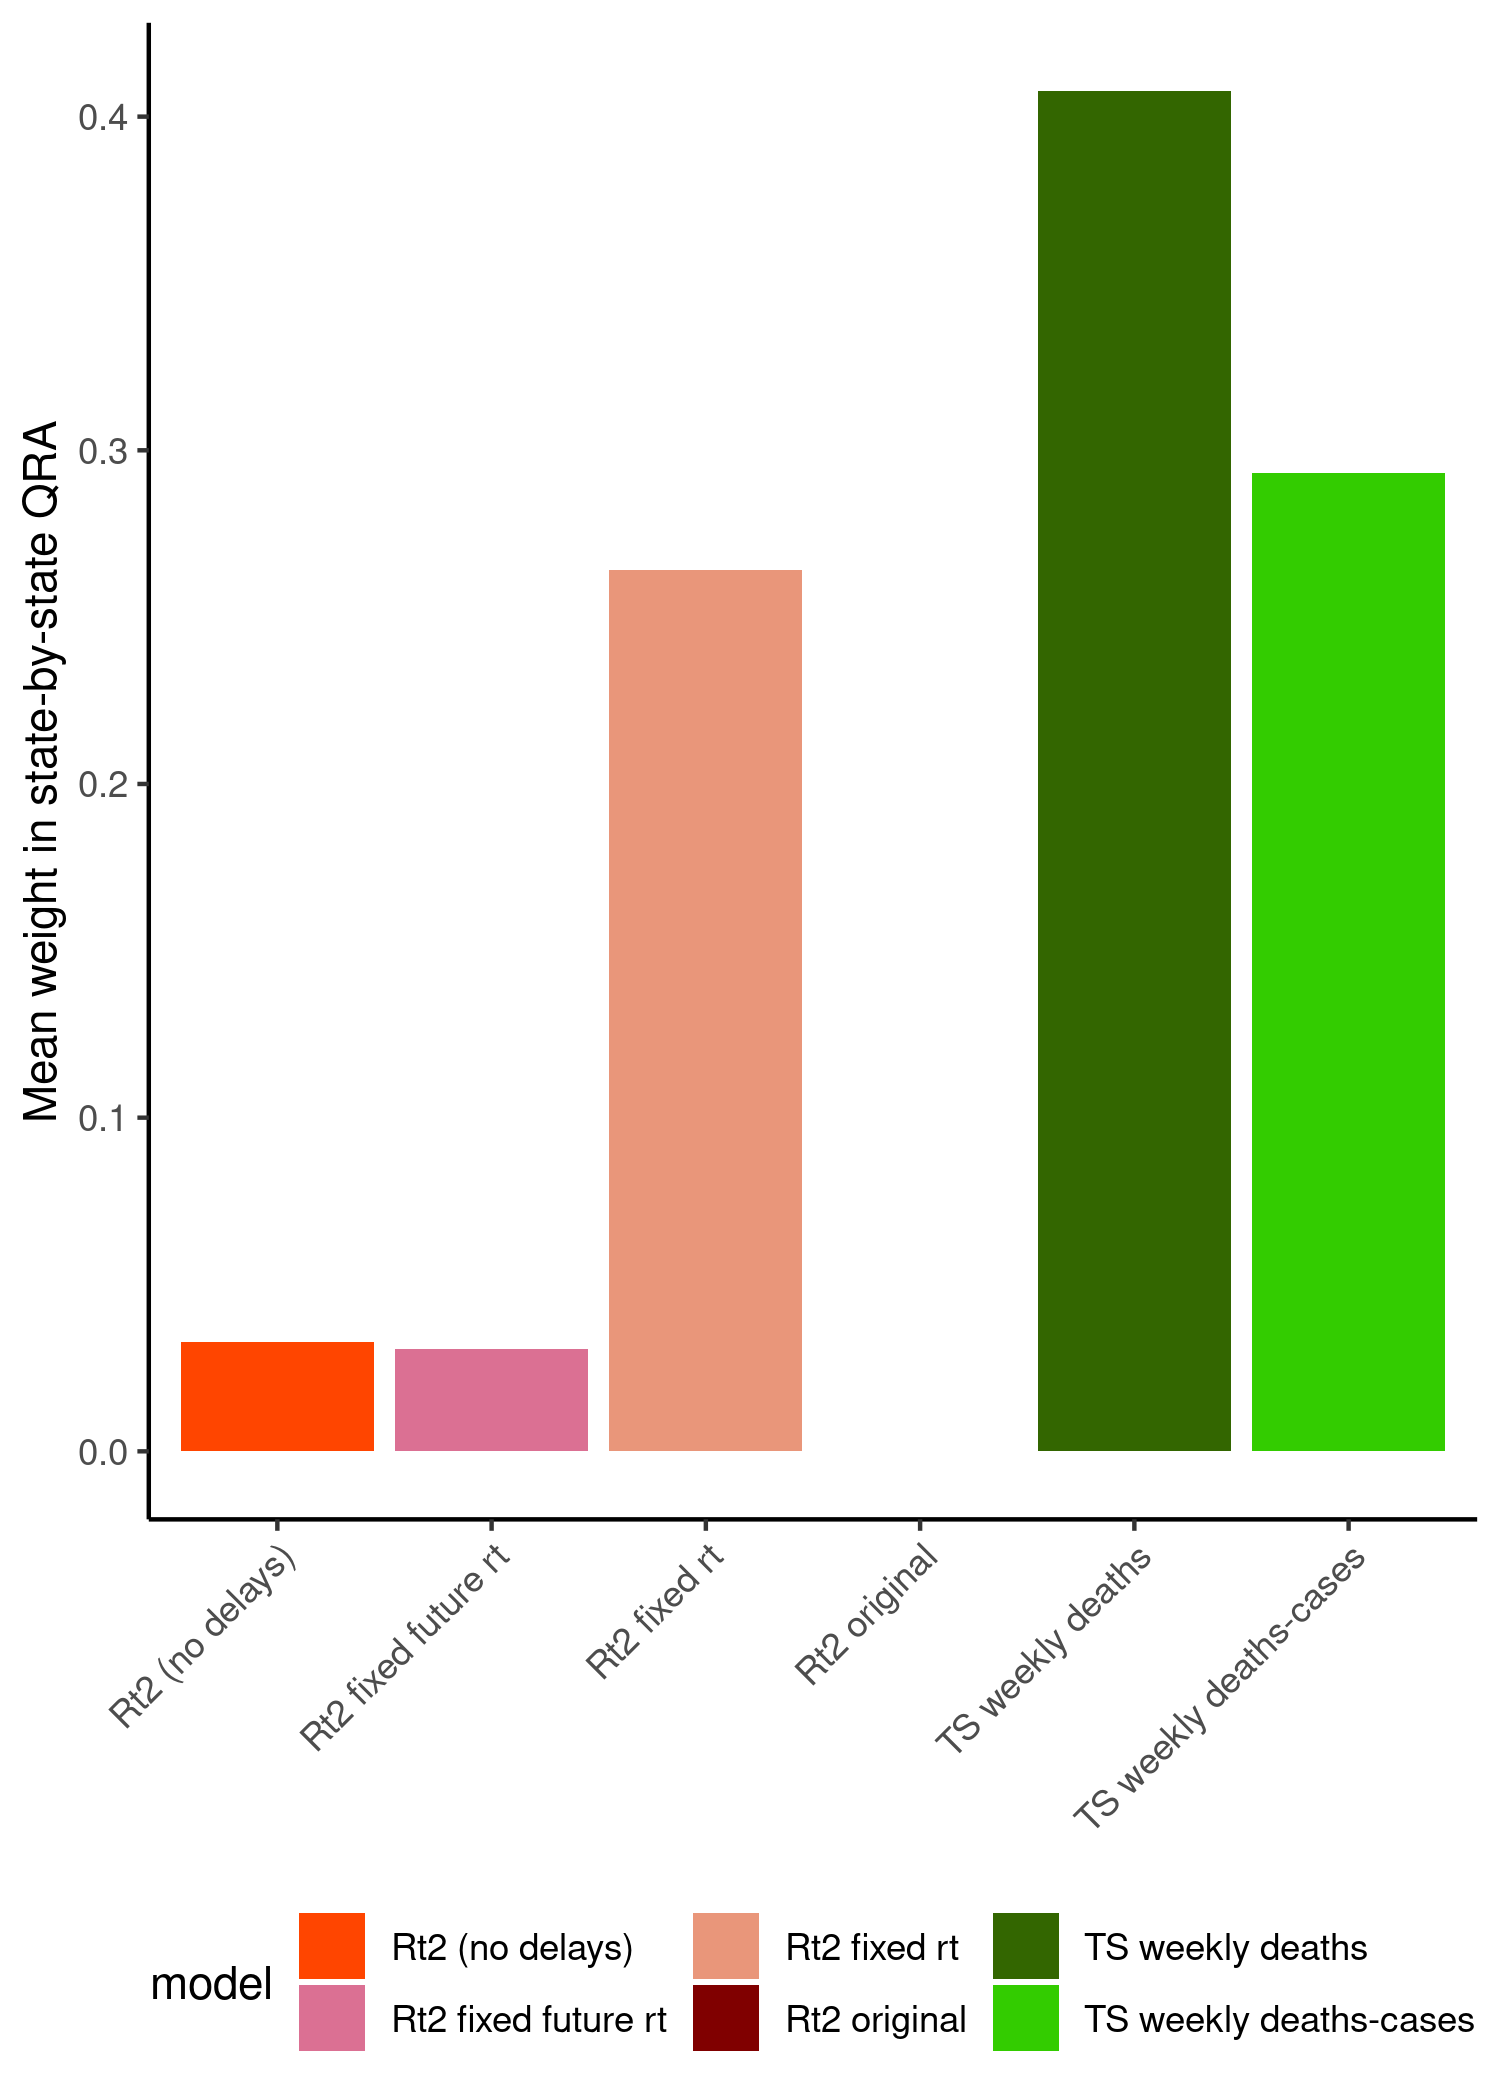 Mean weight in state-by-state QRA
0.4
0.3
0.2
0.1
0.0
Rt2 (no delays)
Rt2 fixed future rt
Rt2 fixed rt
Rt2 original
TS weekly deaths
TS weekly deaths-cases
model
Rt2 (no delays)
Rt2 fixed rt
TS weekly deaths
Rt2 fixed future rt
Rt2 original
TS weekly deaths-cases